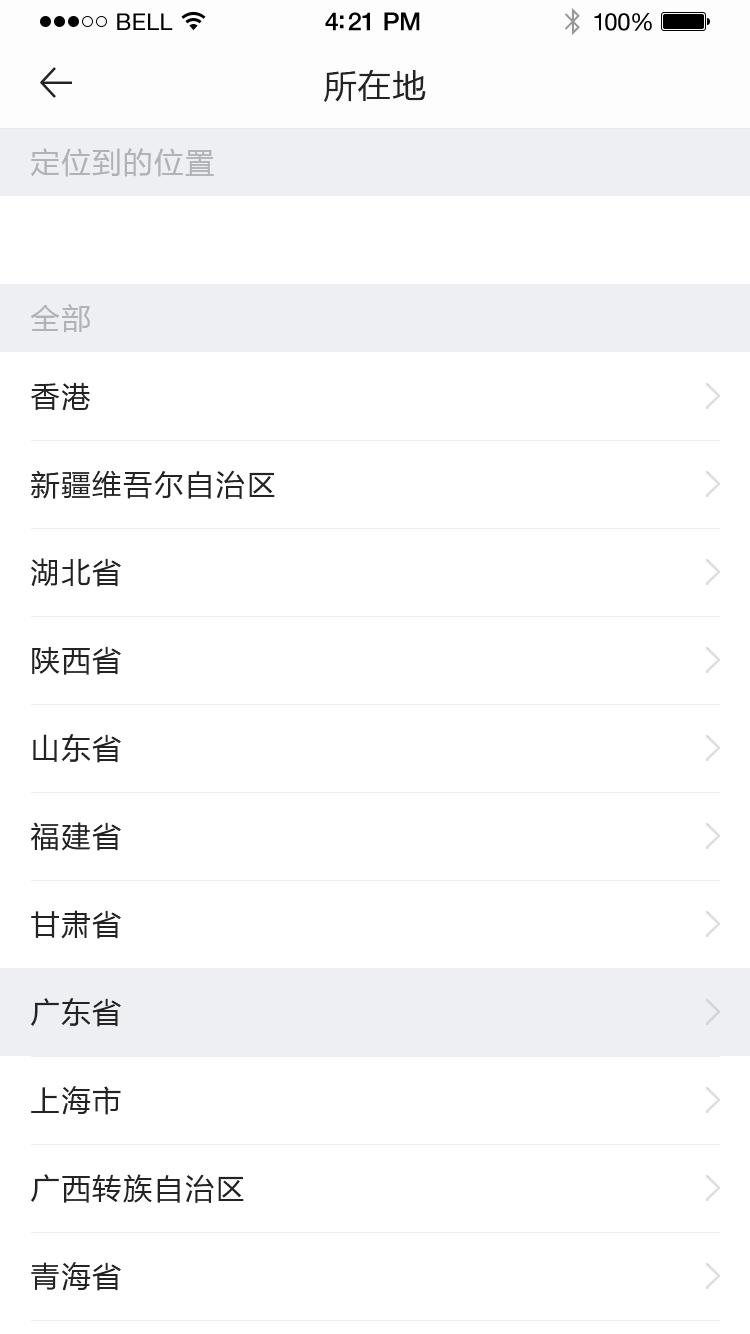 BELL 4:21 PM 100%
所在地
定位到的位置
全部
香港
新疆维吾尔自治区
湖北省
陕西省
山东省
福建省
甘肃省
广东省
上海市
广西转族自治区
青海省